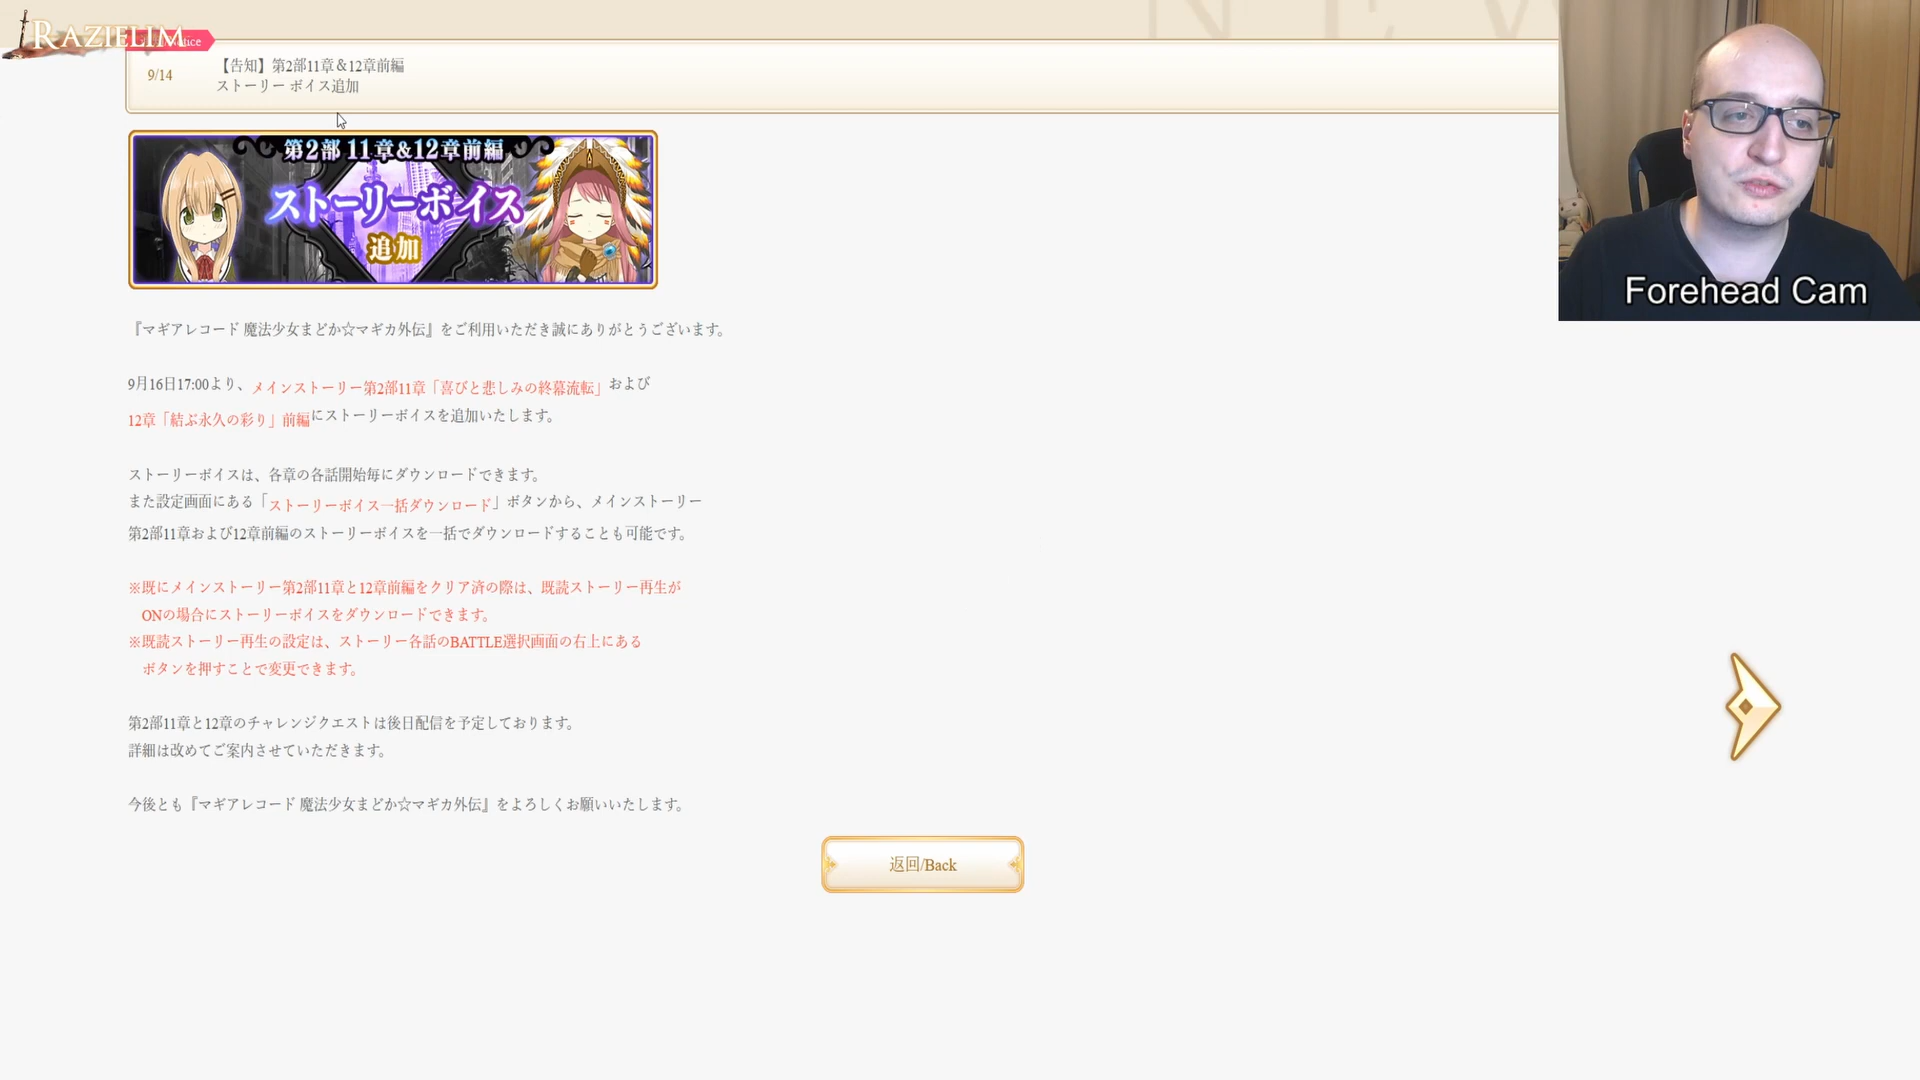 RAZIELIM
NEW
9/14
【告知】第2部11章＆12章前編
ストーリー ボイス追加
第2部 11章&12章前編
ストーリーボイス
追加
『マギアレコード 魔法少女まどか☆マギカ外伝』をご利用いただき誠にありがとうございます。
9月16日17:00より、メインストーリー第2部11章「喜びと悲しみの終幕流転」および
12章「結ぶ永久の彩り」前編にストーリーボイスを追加いたします。
ストーリーボイスは、各章の各話開始毎にダウンロードできます。
また設定画面にある「ストーリーボイス一括ダウンロード」ボタンから、メインストーリー
第2部11章および12章前編のストーリーボイスを一括でダウンロードすることも可能です。
※既にメインストーリー第2部11章と12章前編をクリア済の際は、既読ストーリー再生が
ONの場合にストーリーボイスをダウンロードできます。
※既読ストーリー再生の設定は、ストーリー各話のBATTLE選択画面の右上にある
ボタンを押すことで変更できます。
第2部11章と12章のチャレンジクエストは後日配信を予定しております。
詳細は改めてご案内させていただきます。
今後とも『マギアレコード 魔法少女まどか☆マギカ外伝』をよろしくお願いいたします。
返回/Back
Forehead Cam